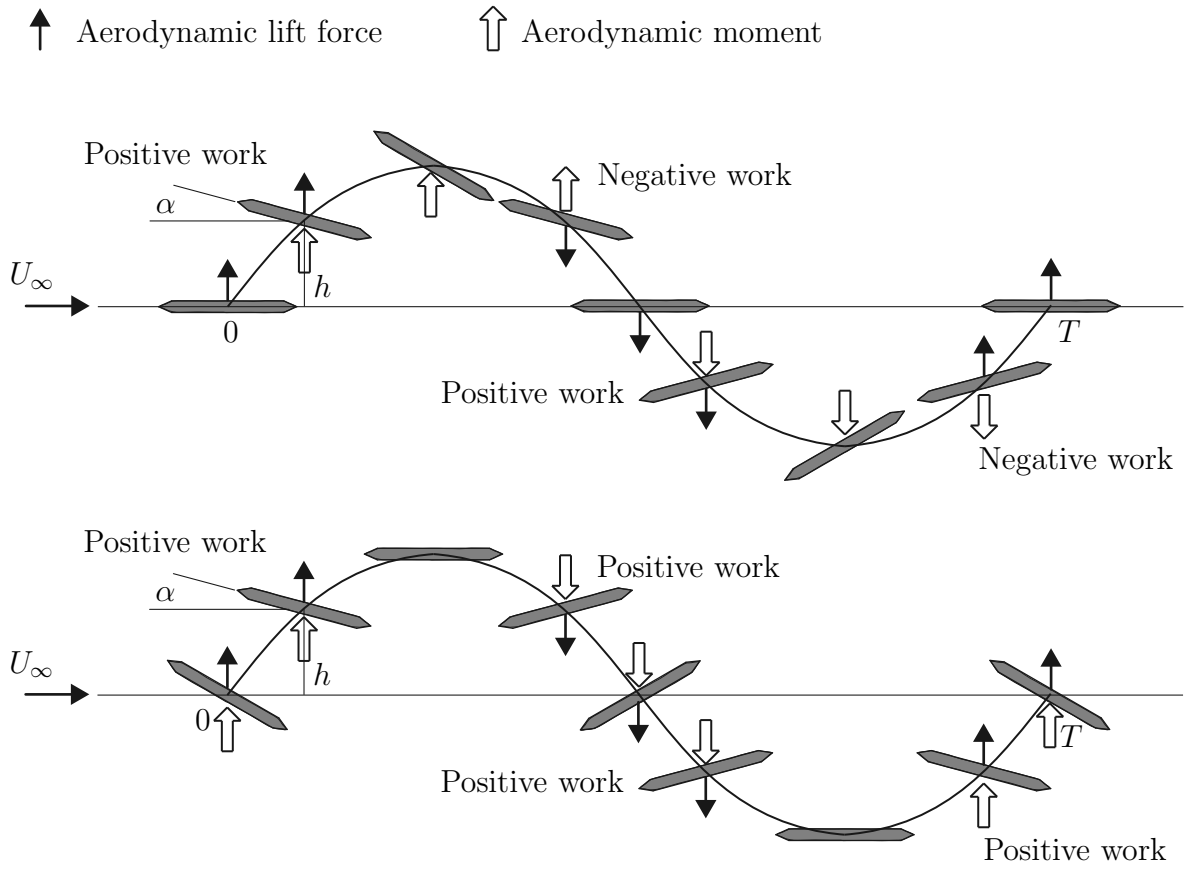 Aerodynamic lift force
Aerodynamic moment
Positive work
Negative work
α
U∞
h
0
T
Positive work
Negative work
Positive work
Positive work
α
U∞
h
0
T
Positive work
Positive work